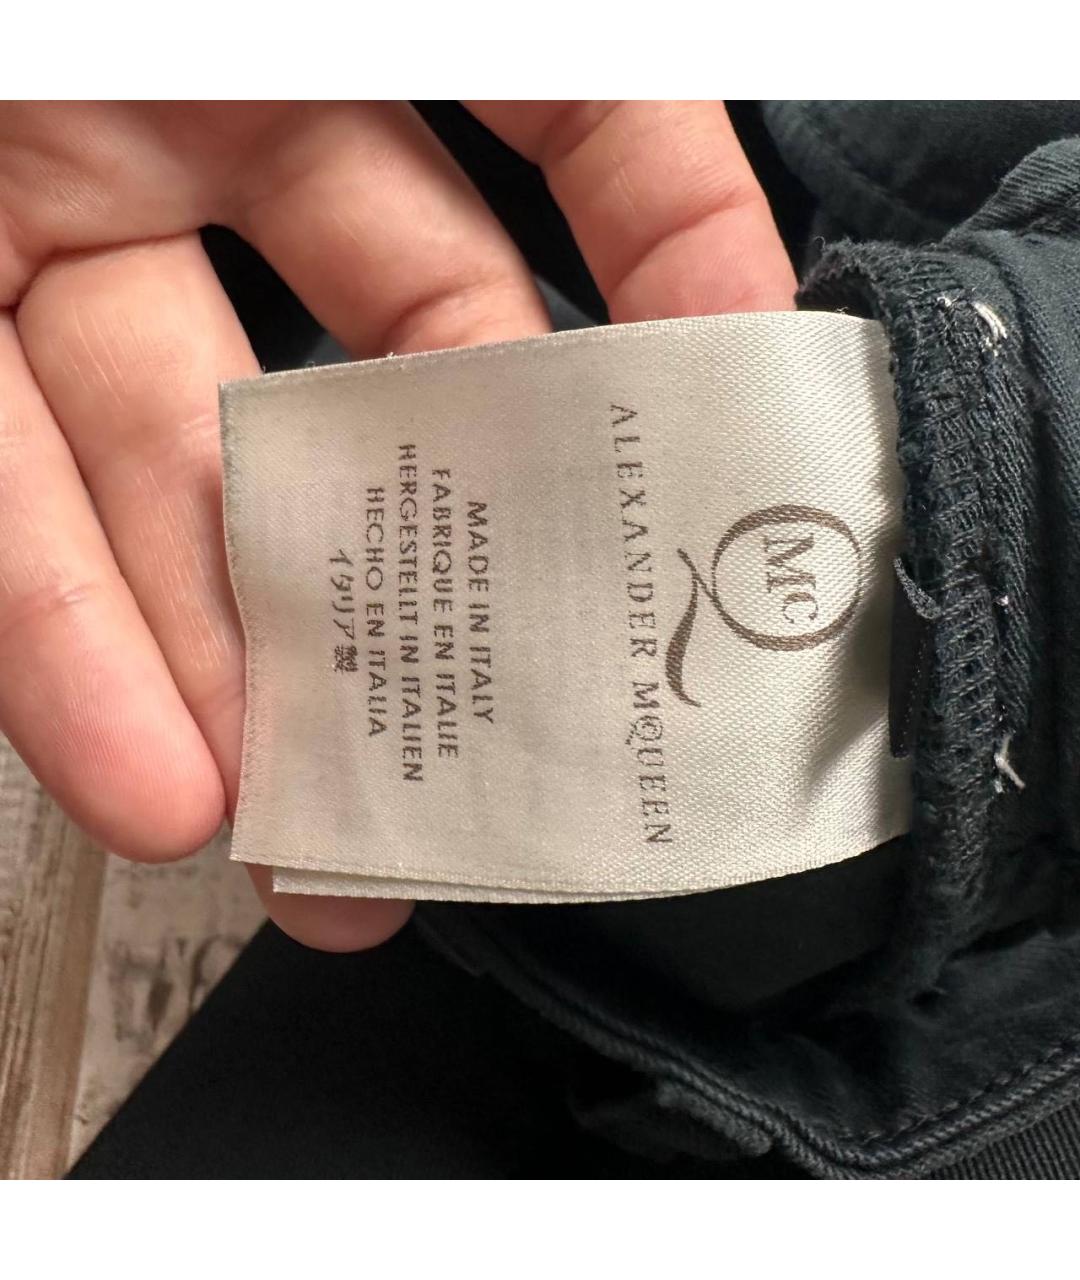 MC
ALEXANDER MCQUEEN
MADE IN ITALY
FABRIQUE EN ITALIE
HERGESTELLT IN ITALIEN
HECHO EN ITALIA
イタリア製